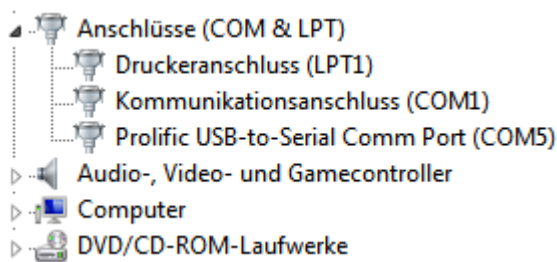 Anschlüsse (COM & LPT)
Druckeranschluss (LPT1)
Kommunikationsanschluss (COM1)
Prolific USB-to-Serial Comm Port (COM5)
Audio-, Video- und Gamecontroller
Computer
DVD/CD-ROM-Laufwerke